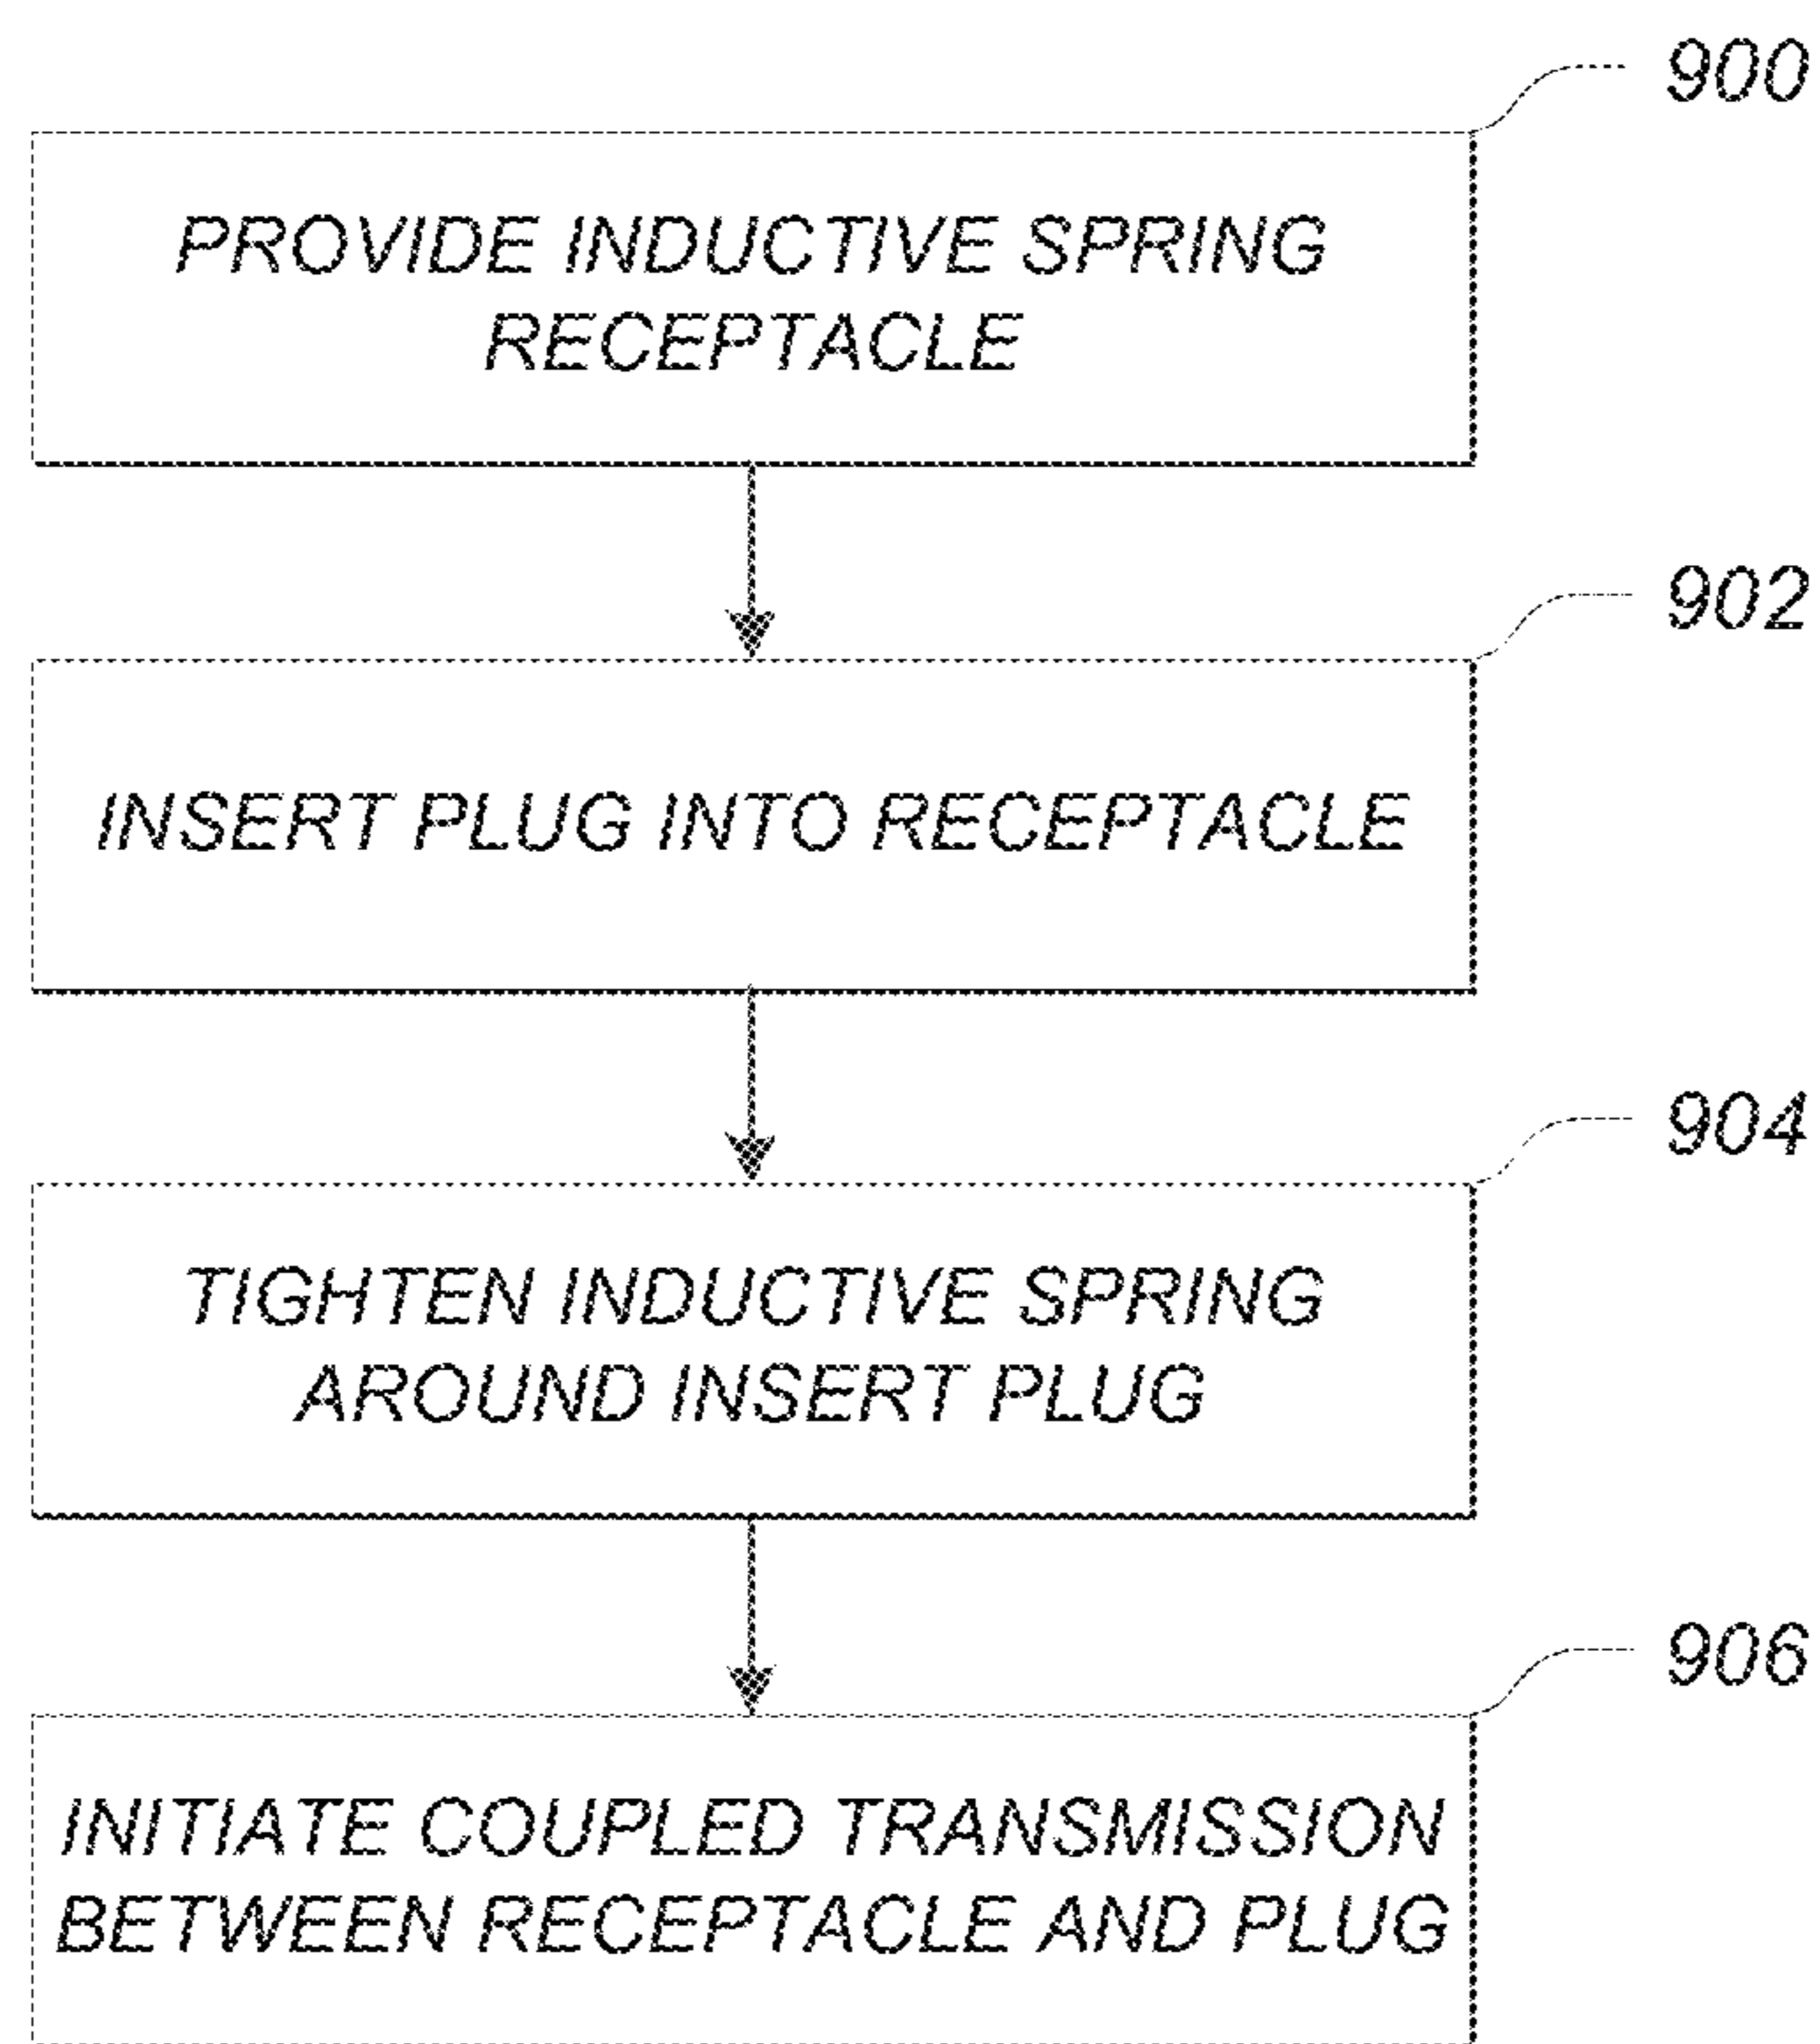 900
PROVIDE INDUCTIVE SPRING
RECEPTACLE
902
INSERT PLUG INTO RECEPTACLE
904
TIGHTEN INDUCTIVE SPRING
AROUND INSERT PLUG
906
INITIATE COUPLED TRANSMISSION
BETWEEN RECEPTACLE AND PLUG